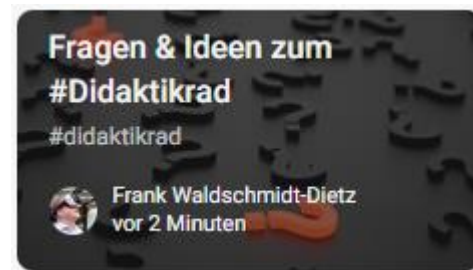 Fragen & Ideen zum
#Didaktikrad
#didaktikrad
Frank Waldschmidt-Dietz
vor 2 Minuten